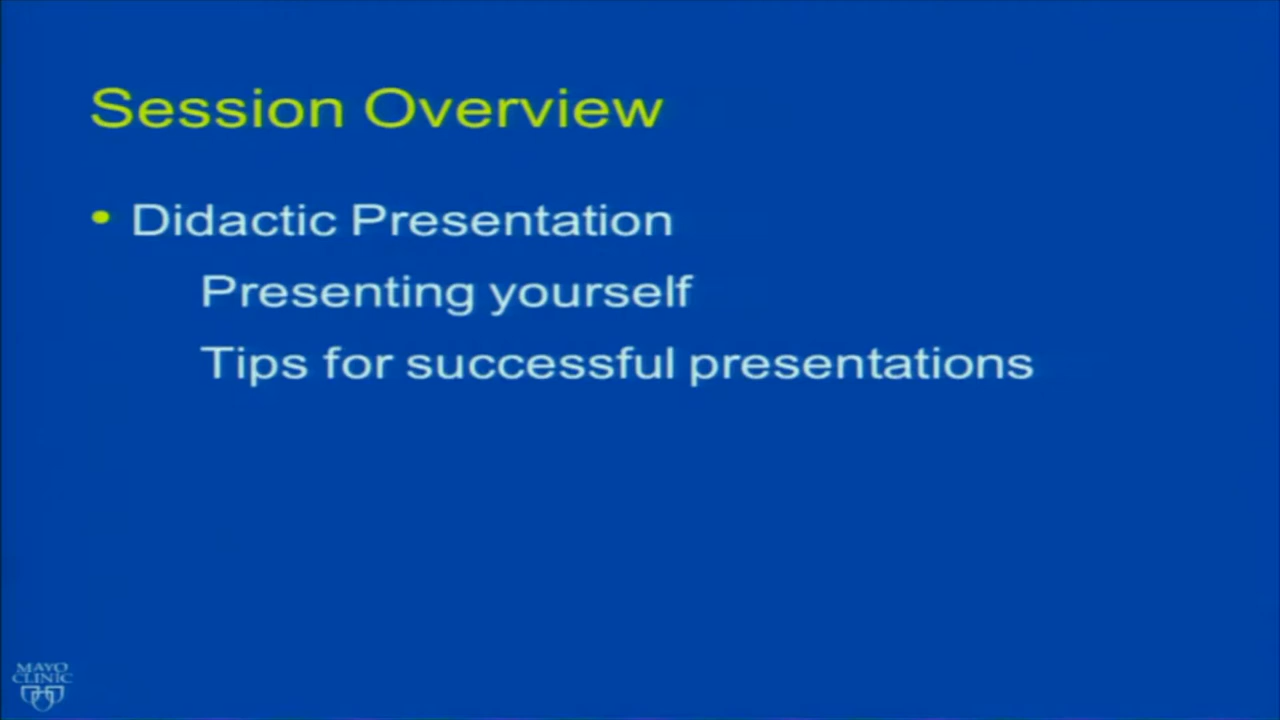 Session Overview
• Didactic Presentation
Presenting yourself
Tips for successful presentations
MAYO
CLINIC